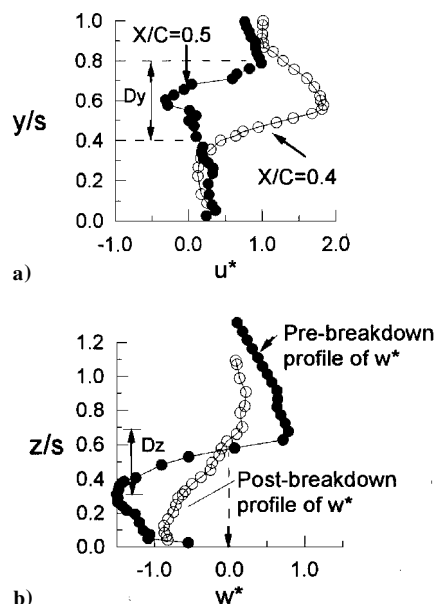 X/C=0.5
1.0
0.8
Dy
0.6
y/s
0.4
X/C=0.4
0.2
0.0
-1.0 0.0 1.0 2.0
u*
a)
1.2
Pre-breakdown
profile of w*
1.0
0.8
z/s
Dz
0.6
0.4
Post-breakdown
profile of w*
0.2
0.0
-1.0 0.0 1.0
w*
b)